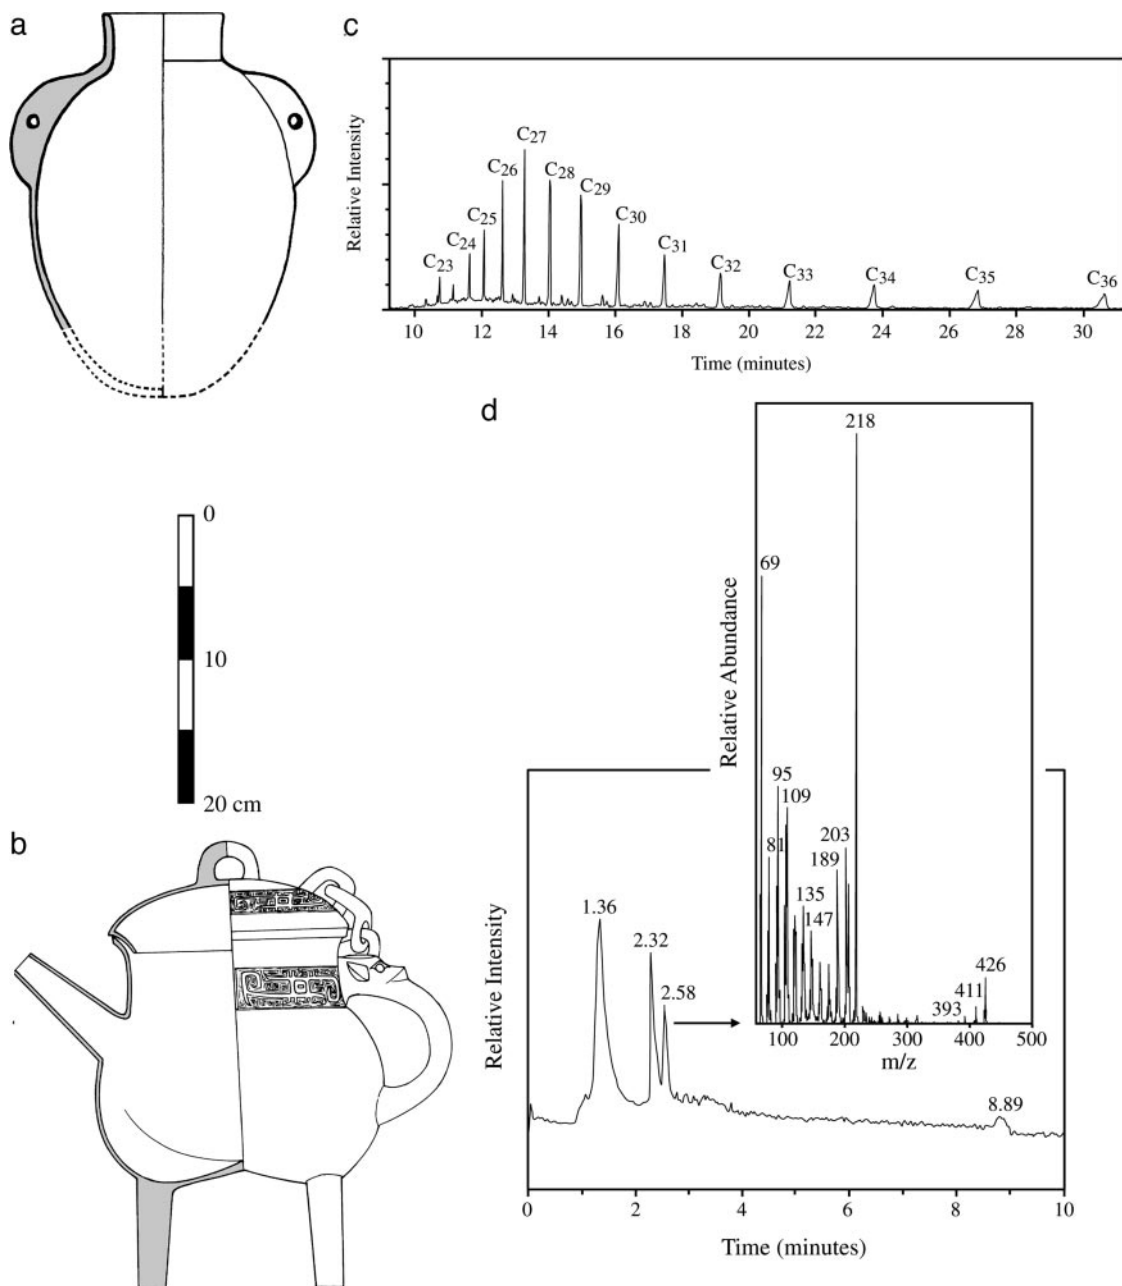 a
c
Relative Intensity
C23
C24
C25
C26
C27
C28
C29
C30
C31
C32
C33
C34
C35
C36
10 12 14 16 18 20 22 24 26 28 30
Time (minutes)
0
10
20 cm
b
d
Relative Abundance
218
69
95
109
81
135
147
189
203
393
411
426
100 200 300 400 500
m/z
Relative Intensity
1.36
2.32
2.58
8.89
0 2 4 6 8 10
Time (minutes)